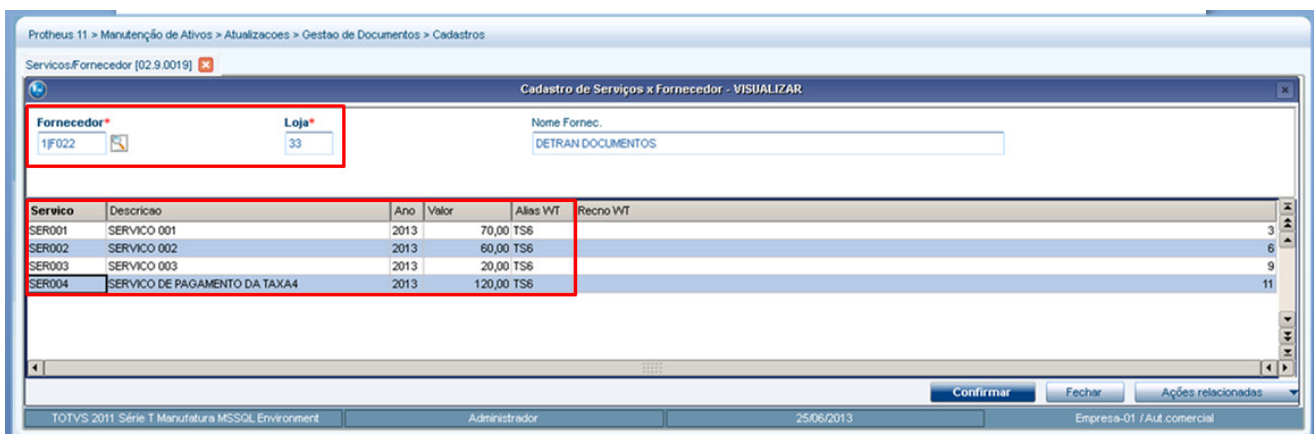 Protheus 11 > Manutenção de Ativos > Atualizacoes > Gestao de Documentos > Cadastros
Servicos/Fornecedor [02.9.0019]
Cadastro de Serviços x Fornecedor - VISUALIZAR
Fornecedor* Loja* Nome Fornec.
1|F022 33 DETRAN DOCUMENTOS
Servico Descricao Ano Valor Alias WT Recno WT
SER001 SERVICO 001 2013 70,00 TS6 3
SER002 SERVICO 002 2013 60,00 TS6 6
SER003 SERVICO 003 2013 20,00 TS6 9
SER004 SERVICO DE PAGAMENTO DA TAXA4 2013 120,00 TS6 11
Confirmar Fechar Ações relacionadas
TOTVS 2011 Série T Manufatura MSSQL Environment Administrador 25/06/2013 Empresa-01 / Aut.comercial